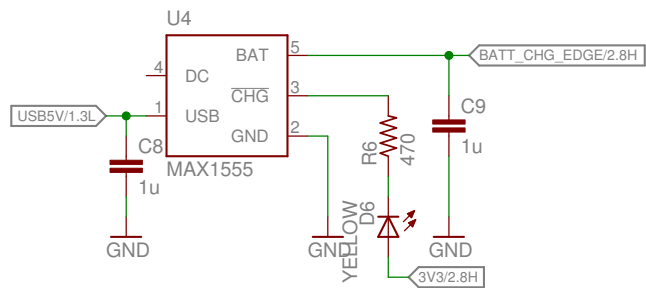 U4
BAT
5
BATT_CHG_EDGE/2.8H
4
DC
CHG
3
C9
USB5V/1.3L
1
USB
GND
2
R6
470
1u
C8
1u
MAX1555
YELLOW
D6
GND
GND
GND
3V3/2.8H